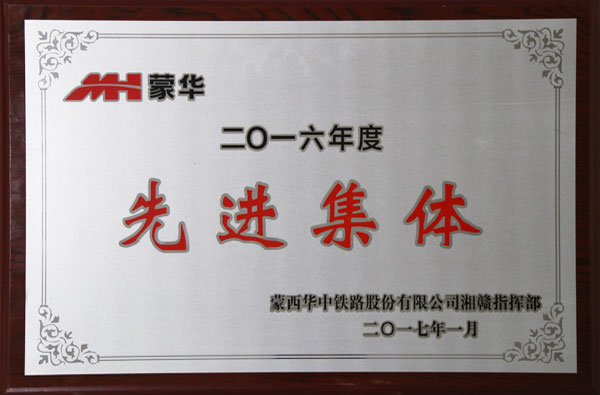 MH 蒙华
二〇一六年度
先进集体
蒙西华中铁路股份有限公司湘赣指挥部
二〇一七年一月